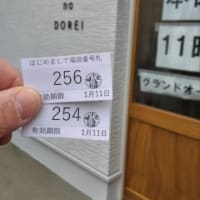 no
DOREI
はじめまして福袋番号札
256
効期限 1月11日
254
有効期限 1月11日
11時
グランドオー